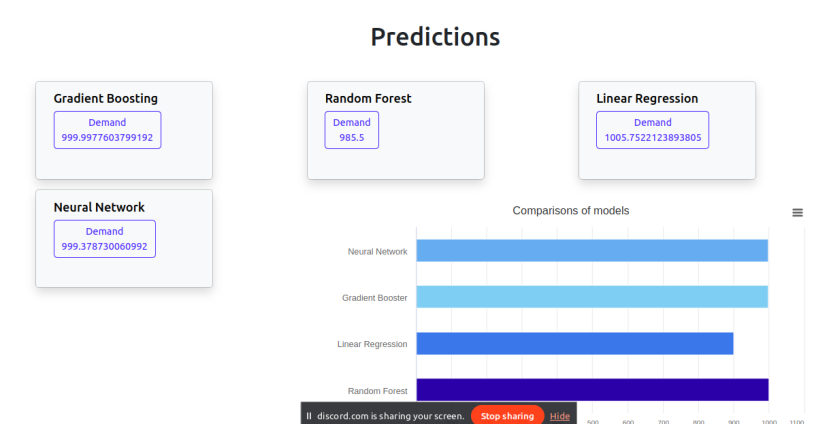 Predictions
Gradient Boosting
Demand
999.9977603799192
Random Forest
Demand
985.5
Linear Regression
Demand
1005.7522123893805
Neural Network
Demand
999.378730060992
Comparisons of models
Neural Network
Gradient Booster
Linear Regression
Random Forest
discord.com is sharing your screen. Stop sharing Hide
500 600 700 800 900 1000 1100